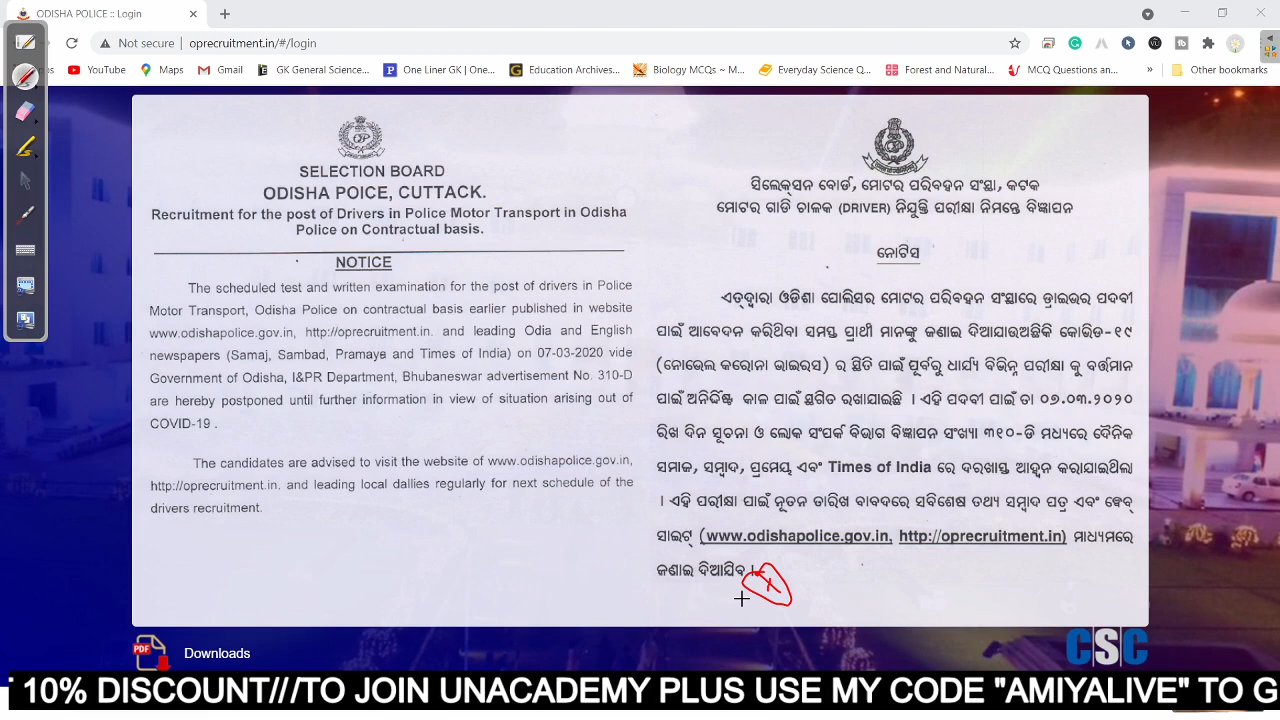 ODISHA POLICE :: Login
Not secure | oprecruitment.in/#/login
YouTube
Maps
Gmail
GK General Science...
One Liner GK | One...
Education Archives...
Biology MCQs ~ M...
Everyday Science Q...
Forest and Natural...
MCQ Questions an...
»
Other bookmarks
SELECTION BOARD
ODISHA POICE, CUTTACK.
Recruitment for the post of Drivers in Police Motor Transport in Odisha
Police on Contractual basis.
NOTICE
The scheduled test and written examination for the post of drivers in Police
Motor Transport, Odisha Police on contractual basis earlier published in website
www.odishapolice.gov.in, http://oprecruitment.in. and leading Odia and English
newspapers (Samaj, Sambad, Pramaye and Times of India) on 07-03-2020 vide
Government of Odisha, I&PR Department, Bhubaneswar advertisement No. 310-D
are hereby postponed until further information in view of situation arising out of
COVID-19 .
The candidates are advised to visit the website of www.odishapolice.gov.in,
http://oprecruitment.in. and leading local dallies regularly for next schedule of the
drivers recruitment.
ସିଲେକ୍ସନ ବୋର୍ଡ, ମୋଟର ପରିବହନ ସଂସ୍ଥା, କଟକ
ମୋଟର ଗାଡି ଚାଳକ (DRIVER) ନିଯୁକ୍ତି ପରୀକ୍ଷା ନିମନ୍ତେ ବିଜ୍ଞାପନ
ନୋଟିସ
ଏତଦ୍ୱାରା ଓଡିଶା ପୋଲିସର ମୋଟର ପରିବହନ ସଂସ୍ଥାରେ ଡ୍ରାଇଭର ପଦବୀ
ପାଇଁ ଆବେଦନ କରିଥିବା ସମସ୍ତ ପ୍ରାର୍ଥୀ ମାନଙ୍କୁ ଜଣାଇ ଦିଆଯାଉଅଛିକି କୋଭିଡ-୧୯
(ନୋଭେଲ କରୋନା ଭାଇରସ) ର ସ୍ଥିତି ପାଇଁ ପୂର୍ବରୁ ଧାର୍ଯ୍ୟ ବିଭିନ୍ନ ପରୀକ୍ଷା କୁ ବର୍ତ୍ତମାନ
ପାଇଁ ଅନିର୍ଦ୍ଦିଷ୍ଟ କାଳ ପାଇଁ ସ୍ଥଗିତ ରଖାଯାଇଛି । ଏହି ପଦବୀ ପାଇଁ ତା ୦୭.୦୩.୨୦୨୦
ରିଖ ଦିନ ସୂଚନା ଓ ଲୋକ ସଂପର୍କ ବିଭାଗ ବିଜ୍ଞାପନ ସଂଖ୍ୟା ୩୧୦-ଡି ମଧ୍ୟରେ ଦୈନିକ
ସମାଜ, ସମ୍ବାଦ, ପ୍ରମେୟ ଏବଂ Times of India ରେ ଦରଖାସ୍ତ ଆହ୍ୱାନ କରାଯାଇଥିଲା
। ଏହି ପରୀକ୍ଷା ପାଇଁ ନୂତନ ତାରିଖ ବାବଦରେ ସବିଶେଷ ତଥ୍ୟ ସମ୍ବାଦ ପତ୍ର ଏବଂ ୱେବ୍
ସାଇଟ୍ (www.odishapolice.gov.in, http://oprecruitment.in) ମାଧ୍ୟମରେ
ଜଣାଇ ଦିଆଯିବ ।
Downloads
CSC
10% DISCOUNT///TO JOIN UNACADEMY PLUS USE MY CODE "AMIYALIVE" TO G